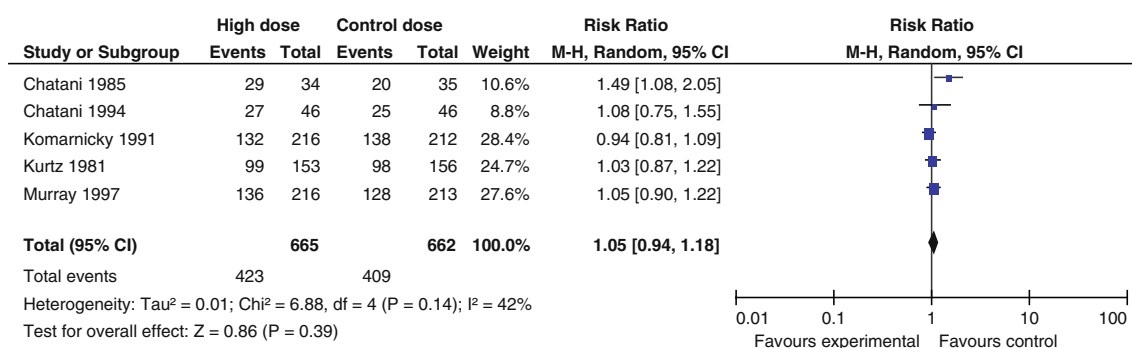 High dose Control dose Risk Ratio Risk Ratio
Study or Subgroup Events Total Events Total Weight M-H, Random, 95% CI M-H, Random, 95% CI
Chatani 1985 29 34 20 35 10.6% 1.49 [1.08, 2.05]
Chatani 1994 27 46 25 46 8.8% 1.08 [0.75, 1.55]
Komarnicky 1991 132 216 138 212 28.4% 0.94 [0.81, 1.09]
Kurtz 1981 99 153 98 156 24.7% 1.03 [0.87, 1.22]
Murray 1997 136 216 128 213 27.6% 1.05 [0.90, 1.22]
Total (95% CI) 665 662 100.0% 1.05 [0.94, 1.18]
Total events 423 409
Heterogeneity: Tau² = 0.01; Chi² = 6.88, df = 4 (P = 0.14); I² = 42%
Test for overall effect: Z = 0.86 (P = 0.39)
0.01 0.1 1 10 100
Favours experimental Favours control